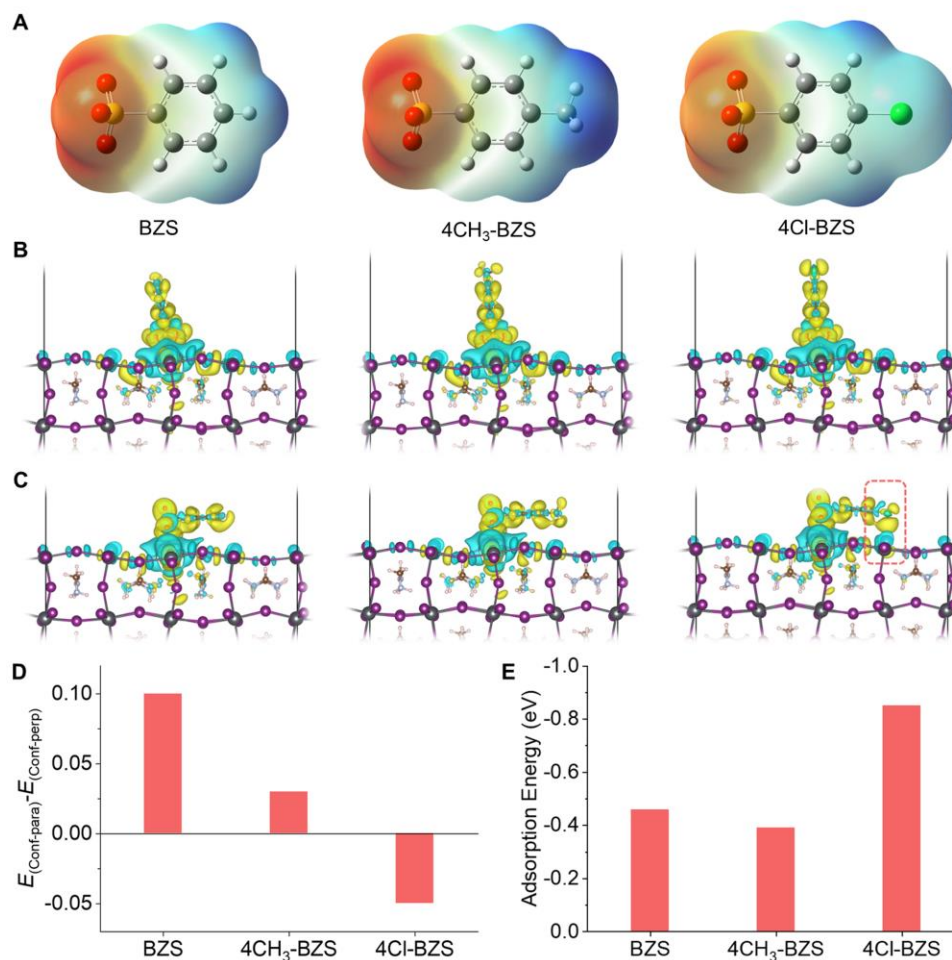 A
BZS
4CH₃-BZS
4Cl-BZS
B
C
D
E(Conf-para)-E(Conf-perp)
0.10
0.05
0.00
-0.05
BZS
4CH₃-BZS
4Cl-BZS
E
Adsorption Energy (eV)
-1.0
-0.8
-0.6
-0.4
-0.2
0.0
BZS
4CH₃-BZS
4Cl-BZS